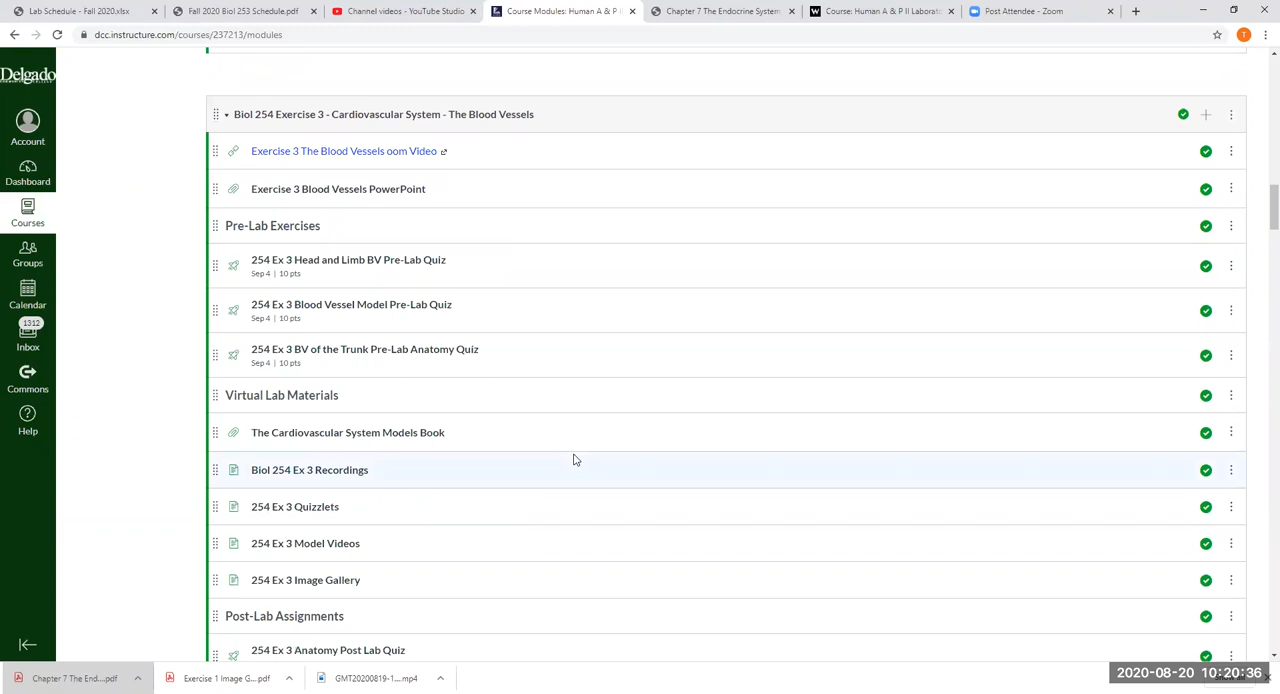 Lab Schedule - Fall 2020.xlsx
Fall 2020 Biol 253 Schedule.pdf
Channel videos - YouTube Studio
Course Modules: Human A & P II
Chapter 7 The Endocrine System
Course: Human A & P II Laborat
Post Attendee - Zoom
dcc.instructure.com/courses/237213/modules
T
Delgado
Account
Dashboard
Courses
Groups
Calendar
1312
Inbox
Commons
Help
Biol 254 Exercise 3 - Cardiovascular System - The Blood Vessels
Exercise 3 The Blood Vessels oom Video
Exercise 3 Blood Vessels PowerPoint
Pre-Lab Exercises
254 Ex 3 Head and Limb BV Pre-Lab Quiz
Sep 4 | 10 pts
254 Ex 3 Blood Vessel Model Pre-Lab Quiz
Sep 4 | 10 pts
254 Ex 3 BV of the Trunk Pre-Lab Anatomy Quiz
Sep 4 | 10 pts
Virtual Lab Materials
The Cardiovascular System Models Book
Biol 254 Ex 3 Recordings
254 Ex 3 Quizzlets
254 Ex 3 Model Videos
254 Ex 3 Image Gallery
Post-Lab Assignments
254 Ex 3 Anatomy Post Lab Quiz
Chapter 7 The End....pdf
Exercise 1 Image G....pdf
GMT20200819-1....mp4
2020-08-20 10:20:36